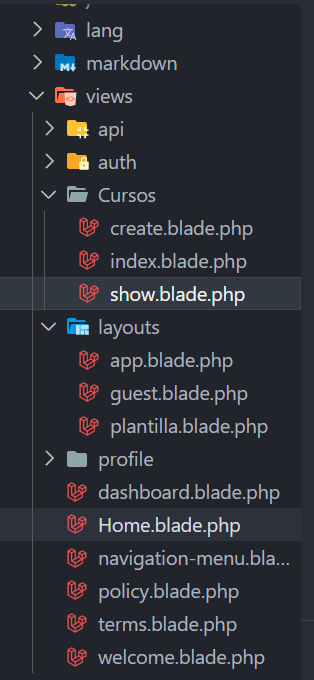 lang
markdown
views
api
auth
Cursos
create.blade.php
index.blade.php
show.blade.php
layouts
app.blade.php
guest.blade.php
plantilla.blade.php
profile
dashboard.blade.php
Home.blade.php
navigation-menu.bla...
policy.blade.php
terms.blade.php
welcome.blade.php